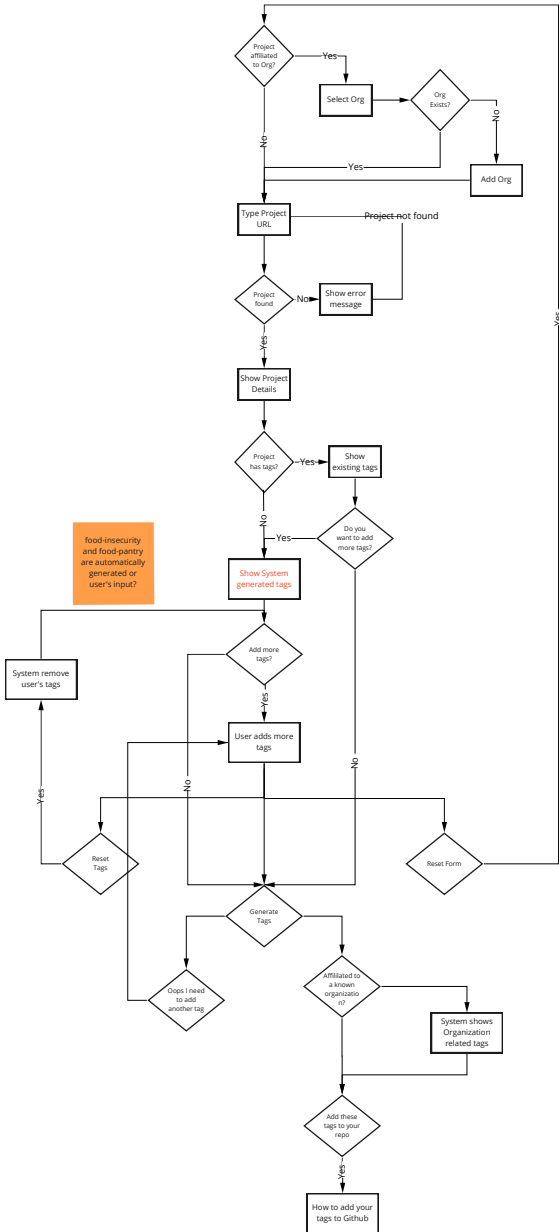 Project
affiliated
to Org?
Yes
Select Org
Org
Exists?
No
No
Yes
Add Org
Type Project
URL
Project not found
Project
found
No
Show error
message
Yes
Yes
Show Project
Details
Project
has tags?
Yes
Show
existing tags
No
Do you
want to add
more tags?
Yes
food-insecurity
and food-pantry
are automatically
generated or
user's input?
Show System
generated tags
Add more
tags?
System remove
user's tags
Yes
User adds more
tags
No
No
Yes
Reset
Tags
Reset Form
Generate
Tags
Oops I need
to add
another tag
Affililated to
a known
organizatio
n?
System shows
Organization
related tags
Add these
tags to your
repo
Yes
How to add your
tags to Github